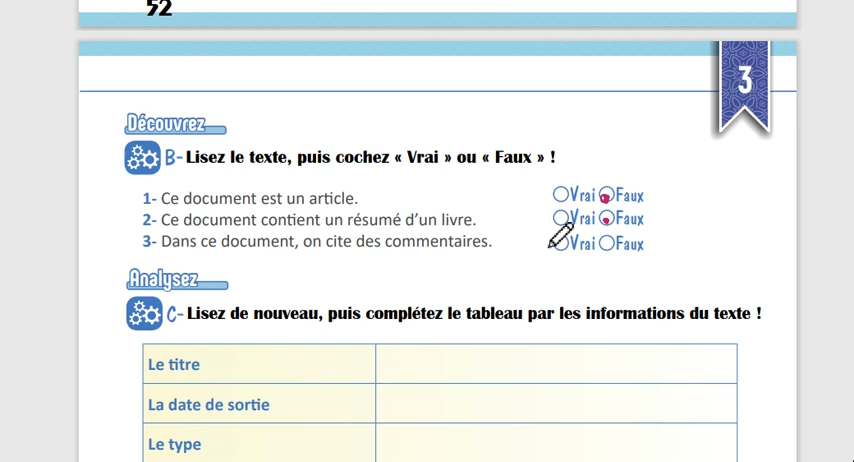 52
3
Découvrez
B- Lisez le texte, puis cochez « Vrai » ou « Faux » !
1- Ce document est un article. Vrai Faux
2- Ce document contient un résumé d'un livre. Vrai Faux
3- Dans ce document, on cite des commentaires. Vrai Faux
Analysez
C- Lisez de nouveau, puis complétez le tableau par les informations du texte !
Le titre
La date de sortie
Le type